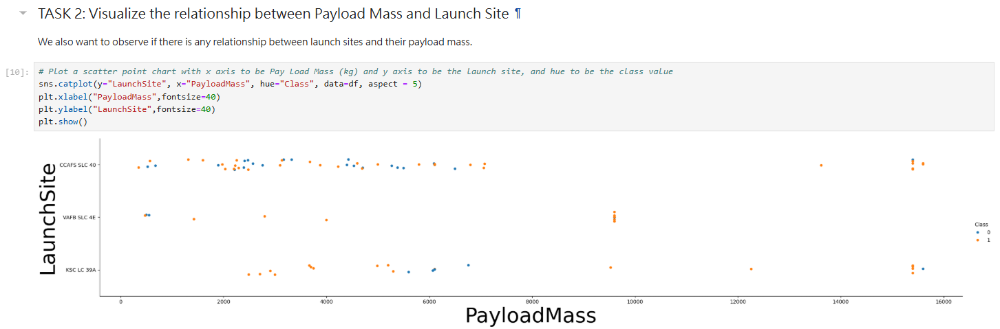 TASK 2: Visualize the relationship between Payload Mass and Launch Site ¶
We also want to observe if there is any relationship between launch sites and their payload mass.
[10]:
# Plot a scatter point chart with x axis to be Pay Load Mass (kg) and y axis to be the launch site, and hue to be the class value
sns.catplot(y="LaunchSite", x="PayloadMass", hue="Class", data=df, aspect = 5)
plt.xlabel("PayloadMass",fontsize=40)
plt.ylabel("LaunchSite",fontsize=40)
plt.show()
LaunchSite
CCAFS SLC 40
VAFB SLC 4E
KSC LC 39A
Class
0
1
0 2000 4000 6000 8000 10000 12000 14000 16000
PayloadMass